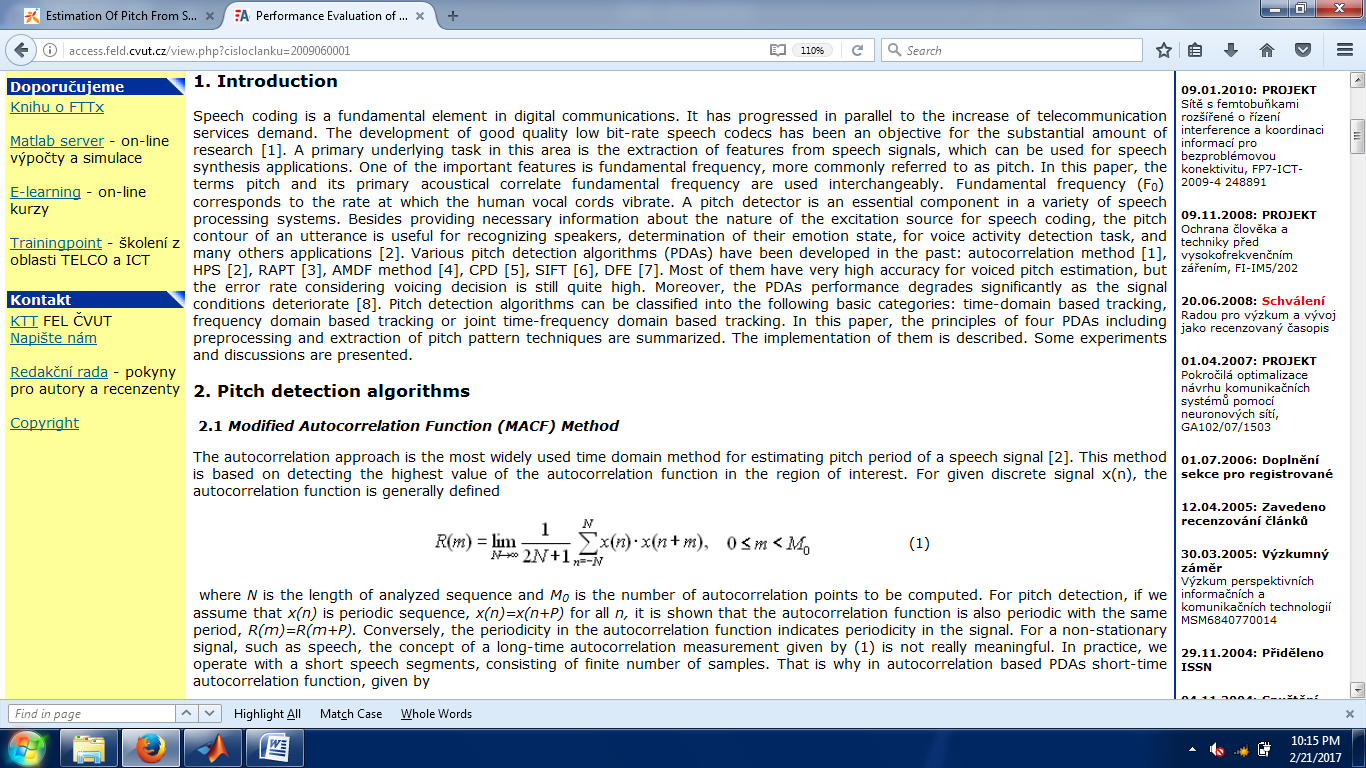 Estimation Of Pitch From S...
Performance Evaluation of ...
access.feld.cvut.cz/view.php?cisloclanku=2009060001
110%
Search
Doporučujeme
Knihu o FTTx
Matlab server - on-line
výpočty a simulace
E-learning - on-line
kurzy
Trainingpoint - školení z
oblasti TELCO a ICT
Kontakt
KTT FEL ČVUT
Napište nám
Redakční rada - pokyny
pro autory a recenzenty
Copyright
1. Introduction
Speech coding is a fundamental element in digital communications. It has progressed in parallel to the increase of telecommunication
services demand. The development of good quality low bit-rate speech codecs has been an objective for the substantial amount of
research [1]. A primary underlying task in this area is the extraction of features from speech signals, which can be used for speech
synthesis applications. One of the important features is fundamental frequency, more commonly referred to as pitch. In this paper, the
terms pitch and its primary acoustical correlate fundamental frequency are used interchangeably. Fundamental frequency (F0)
corresponds to the rate at which the human vocal cords vibrate. A pitch detector is an essential component in a variety of speech
processing systems. Besides providing necessary information about the nature of the excitation source for speech coding, the pitch
contour of an utterance is useful for recognizing speakers, determination of their emotion state, for voice activity detection task, and
many others applications [2]. Various pitch detection algorithms (PDAs) have been developed in the past: autocorrelation method [1],
HPS [2], RAPT [3], AMDF method [4], CPD [5], SIFT [6], DFE [7]. Most of them have very high accuracy for voiced pitch estimation, but
the error rate considering voicing decision is still quite high. Moreover, the PDAs performance degrades significantly as the signal
conditions deteriorate [8]. Pitch detection algorithms can be classified into the following basic categories: time-domain based tracking,
frequency domain based tracking or joint time-frequency domain based tracking. In this paper, the principles of four PDAs including
preprocessing and extraction of pitch pattern techniques are summarized. The implementation of them is described. Some experiments
and discussions are presented.
2. Pitch detection algorithms
2.1 Modified Autocorrelation Function (MACF) Method
The autocorrelation approach is the most widely used time domain method for estimating pitch period of a speech signal [2]. This method
is based on detecting the highest value of the autocorrelation function in the region of interest. For given discrete signal x(n), the
autocorrelation function is generally defined
R(m) = lim N→∞ 1/(2N+1) ∑ n=-N N x(n)·x(n+m), 0 ≤ m < M0 (1)
where N is the length of analyzed sequence and M0 is the number of autocorrelation points to be computed. For pitch detection, if we
assume that x(n) is periodic sequence, x(n)=x(n+P) for all n, it is shown that the autocorrelation function is also periodic with the same
period, R(m)=R(m+P). Conversely, the periodicity in the autocorrelation function indicates periodicity in the signal. For a non-stationary
signal, such as speech, the concept of a long-time autocorrelation measurement given by (1) is not really meaningful. In practice, we
operate with a short speech segments, consisting of finite number of samples. That is why in autocorrelation based PDAs short-time
autocorrelation function, given by
09.01.2010: PROJEKT
Sítě s femtobuňkami
rozšířené o řízení
interference a koordinaci
informací pro
bezproblémovou
konektivitu, FP7-ICT-
2009-4 248891
09.11.2008: PROJEKT
Ochrana člověka a
techniky před
vysokofrekvenčním
zářením, FI-IM5/202
20.06.2008: Schválení
Radou pro výzkum a vývoj
jako recenzovaný časopis
01.04.2007: PROJEKT
Pokročilá optimalizace
návrhu komunikačních
systémů pomocí
neuronových sítí,
GA102/07/1503
01.07.2006: Doplnění
sekce pro registrované
12.04.2005: Zavedeno
recenzování článků
30.03.2005: Výzkumný
záměr
Výzkum perspektivních
informačních a
komunikačních technologií
MSM6840770014
29.11.2004: Přiděleno
ISSN
Find in page
Highlight All
Match Case
Whole Words
10:15 PM
2/21/2017